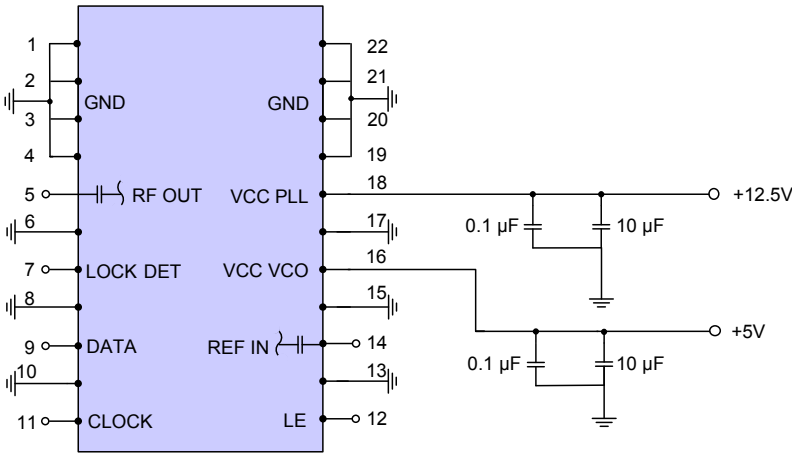 1 22
2 21
GND GND
3 20
4 19
5 RF OUT VCC PLL 18 +12.5V
6 17 0.1 µF 10 µF
7 LOCK DET VCC VCO 16
8 15
9 DATA REF IN 14 +5V
10 13 0.1 µF 10 µF
11 CLOCK LE 12